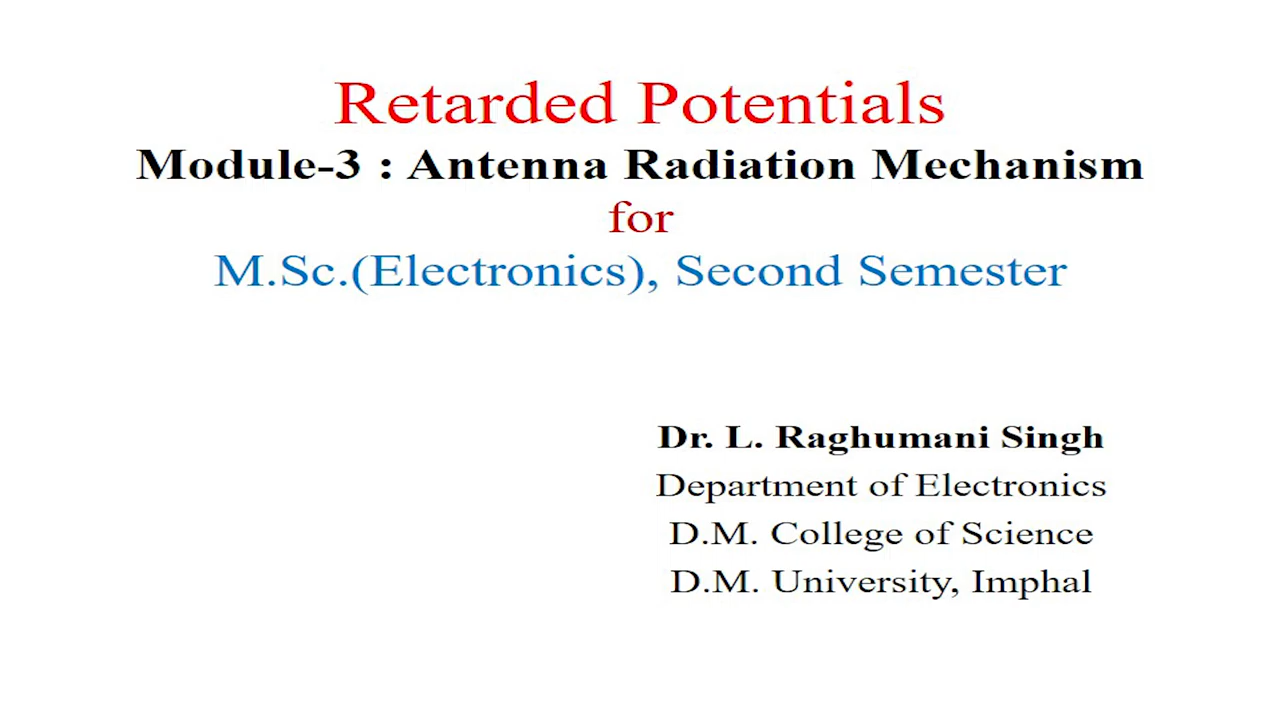 Retarded Potentials
Module-3 : Antenna Radiation Mechanism
for
M.Sc.(Electronics), Second Semester
Dr. L. Raghumani Singh
Department of Electronics
D.M. College of Science
D.M. University, Imphal